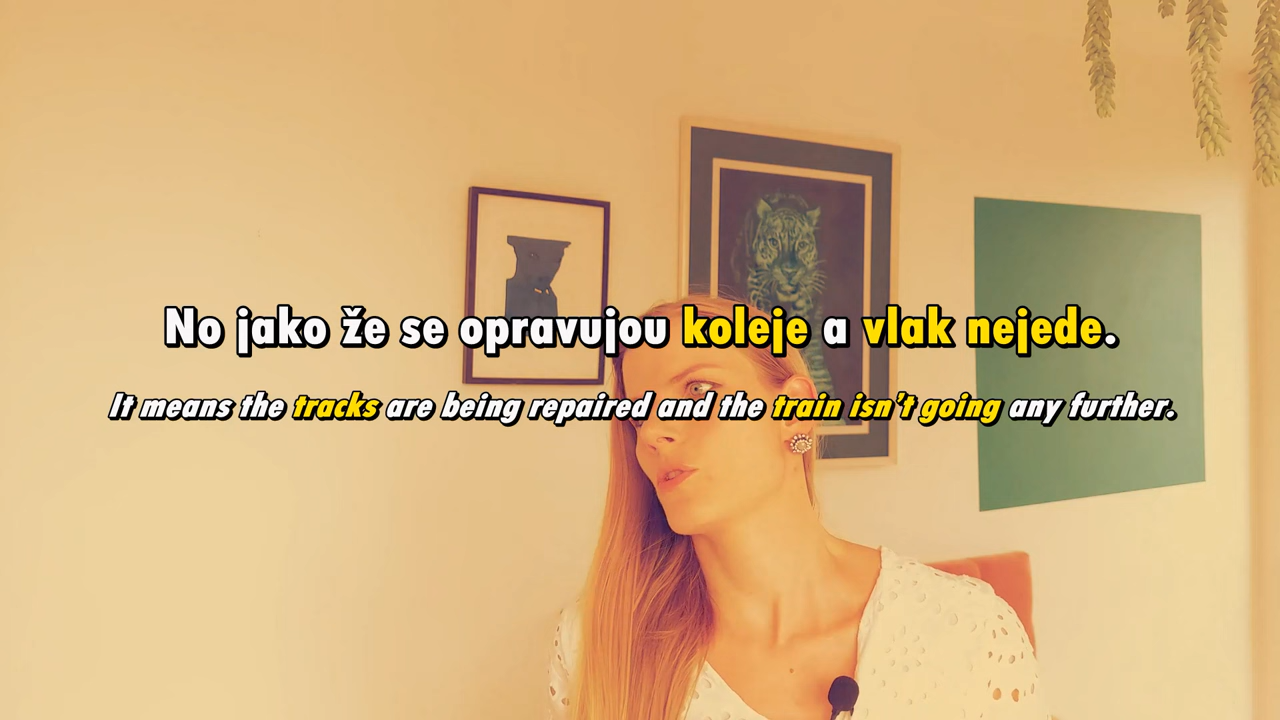 No jako že se opravujou koleje a vlak nejede.
It means the tracks are being repaired and the train isn't going any further.